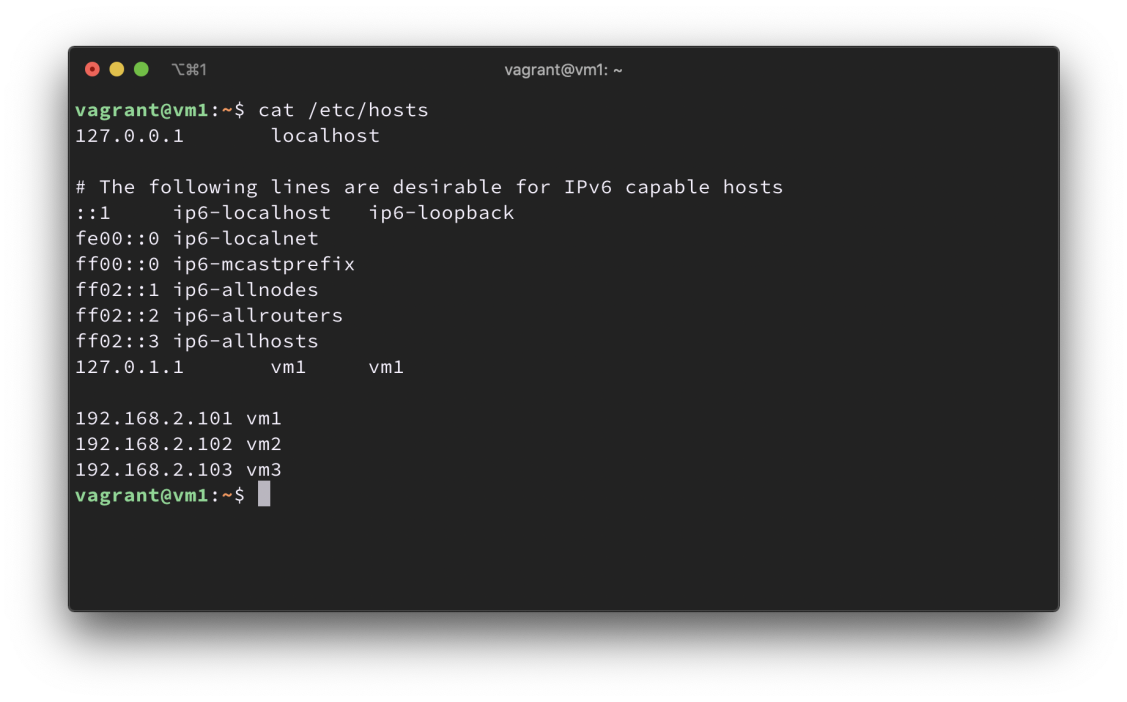 ⌥⌘1 vagrant@vm1: ~
vagrant@vm1:~$ cat /etc/hosts
127.0.0.1       localhost

# The following lines are desirable for IPv6 capable hosts
::1     ip6-localhost   ip6-loopback
fe00::0 ip6-localnet
ff00::0 ip6-mcastprefix
ff02::1 ip6-allnodes
ff02::2 ip6-allrouters
ff02::3 ip6-allhosts
127.0.1.1       vm1     vm1

192.168.2.101 vm1
192.168.2.102 vm2
192.168.2.103 vm3
vagrant@vm1:~$